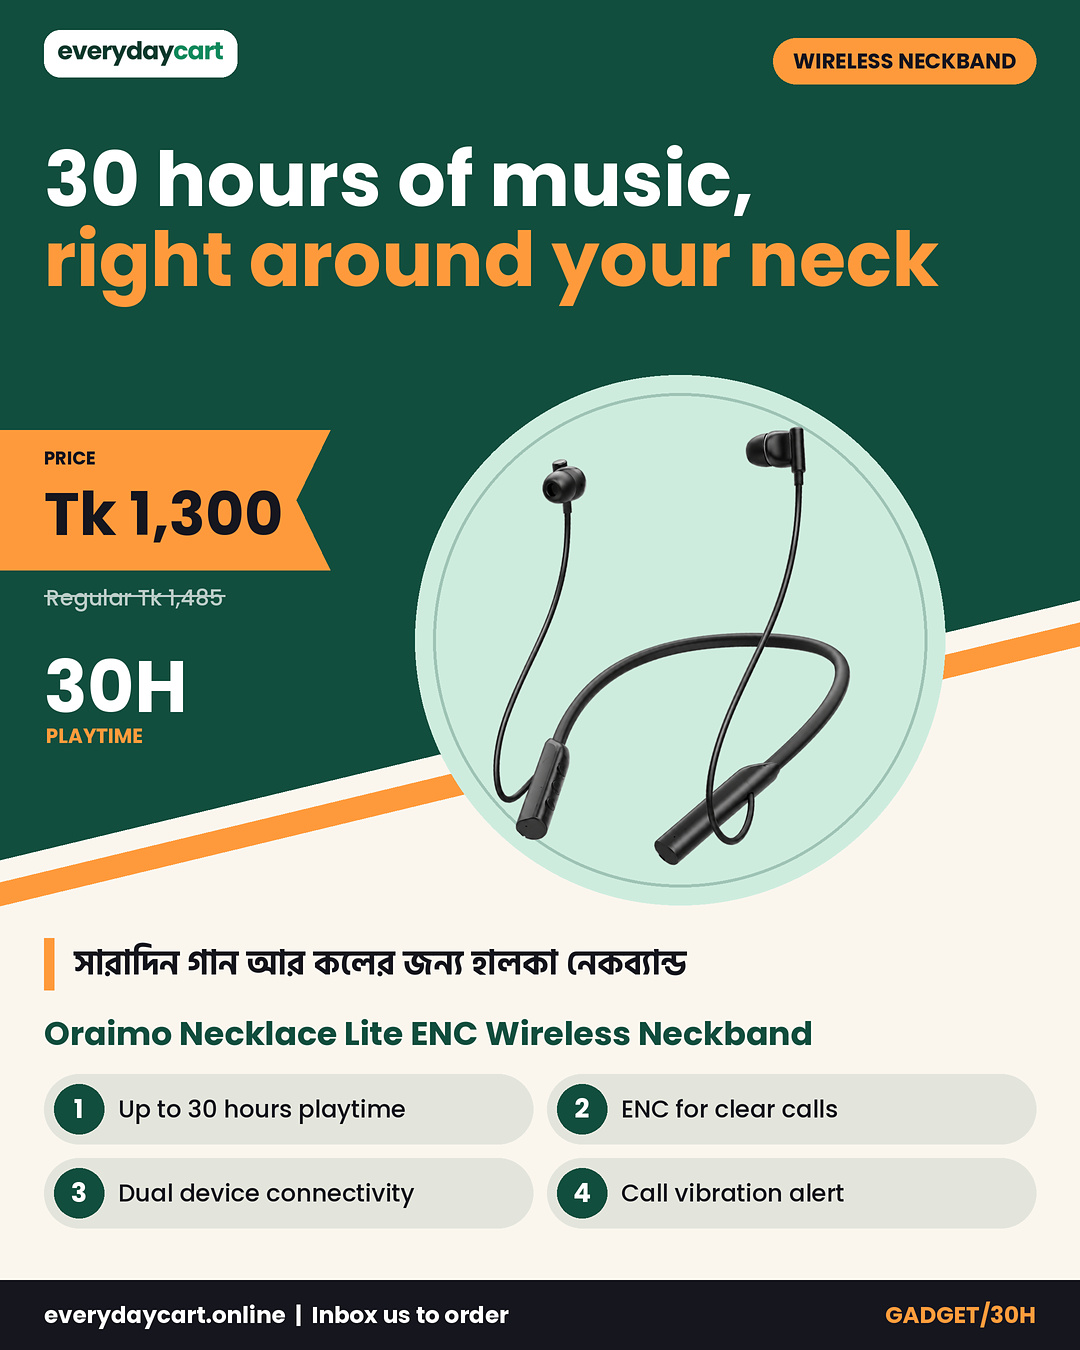 everydaycart
WIRELESS NECKBAND
30 hours of music,
right around your neck
PRICE
Tk 1,300
Regular Tk 1,485
30H
PLAYTIME
সারাদিন গান আর কলের জন্য হালকা নেকব্যান্ড
Oraimo Necklace Lite ENC Wireless Neckband
1 Up to 30 hours playtime
2 ENC for clear calls
3 Dual device connectivity
4 Call vibration alert
everydaycart.online | Inbox us to order
GADGET/30H